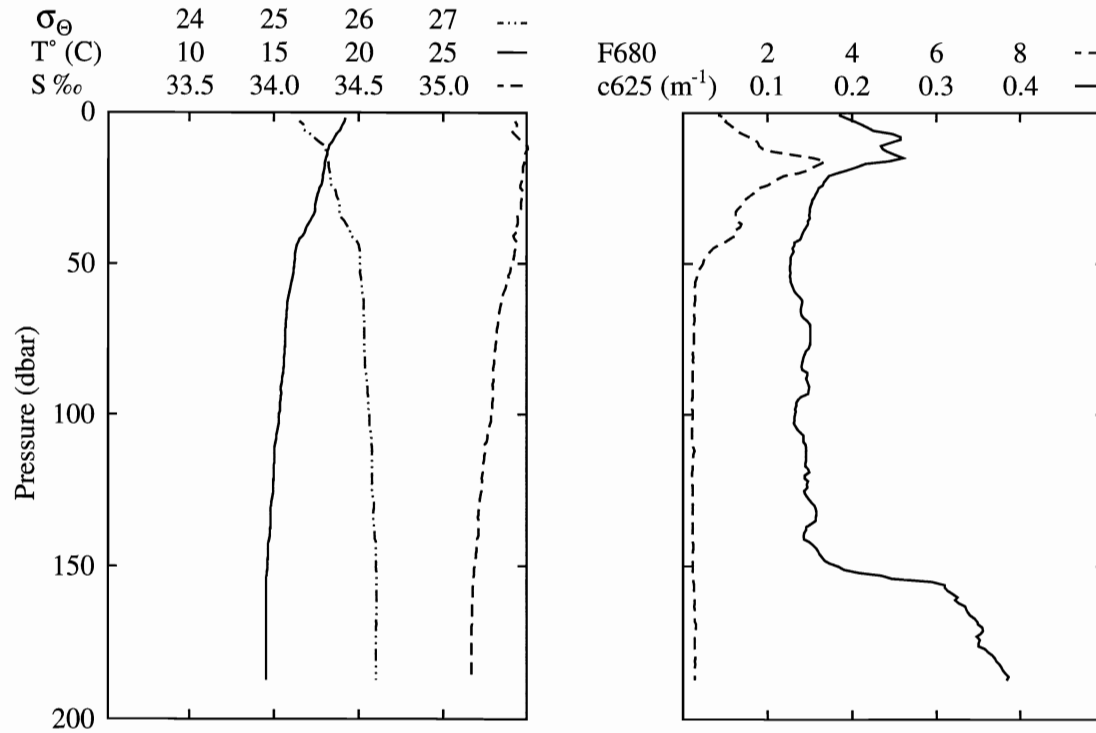 σΘ 24 25 26 27
T° (C) 10 15 20 25
S ‰ 33.5 34.0 34.5 35.0
F680 2 4 6 8
c625 (m-1) 0.1 0.2 0.3 0.4
0
50
100
150
200
Pressure (dbar)